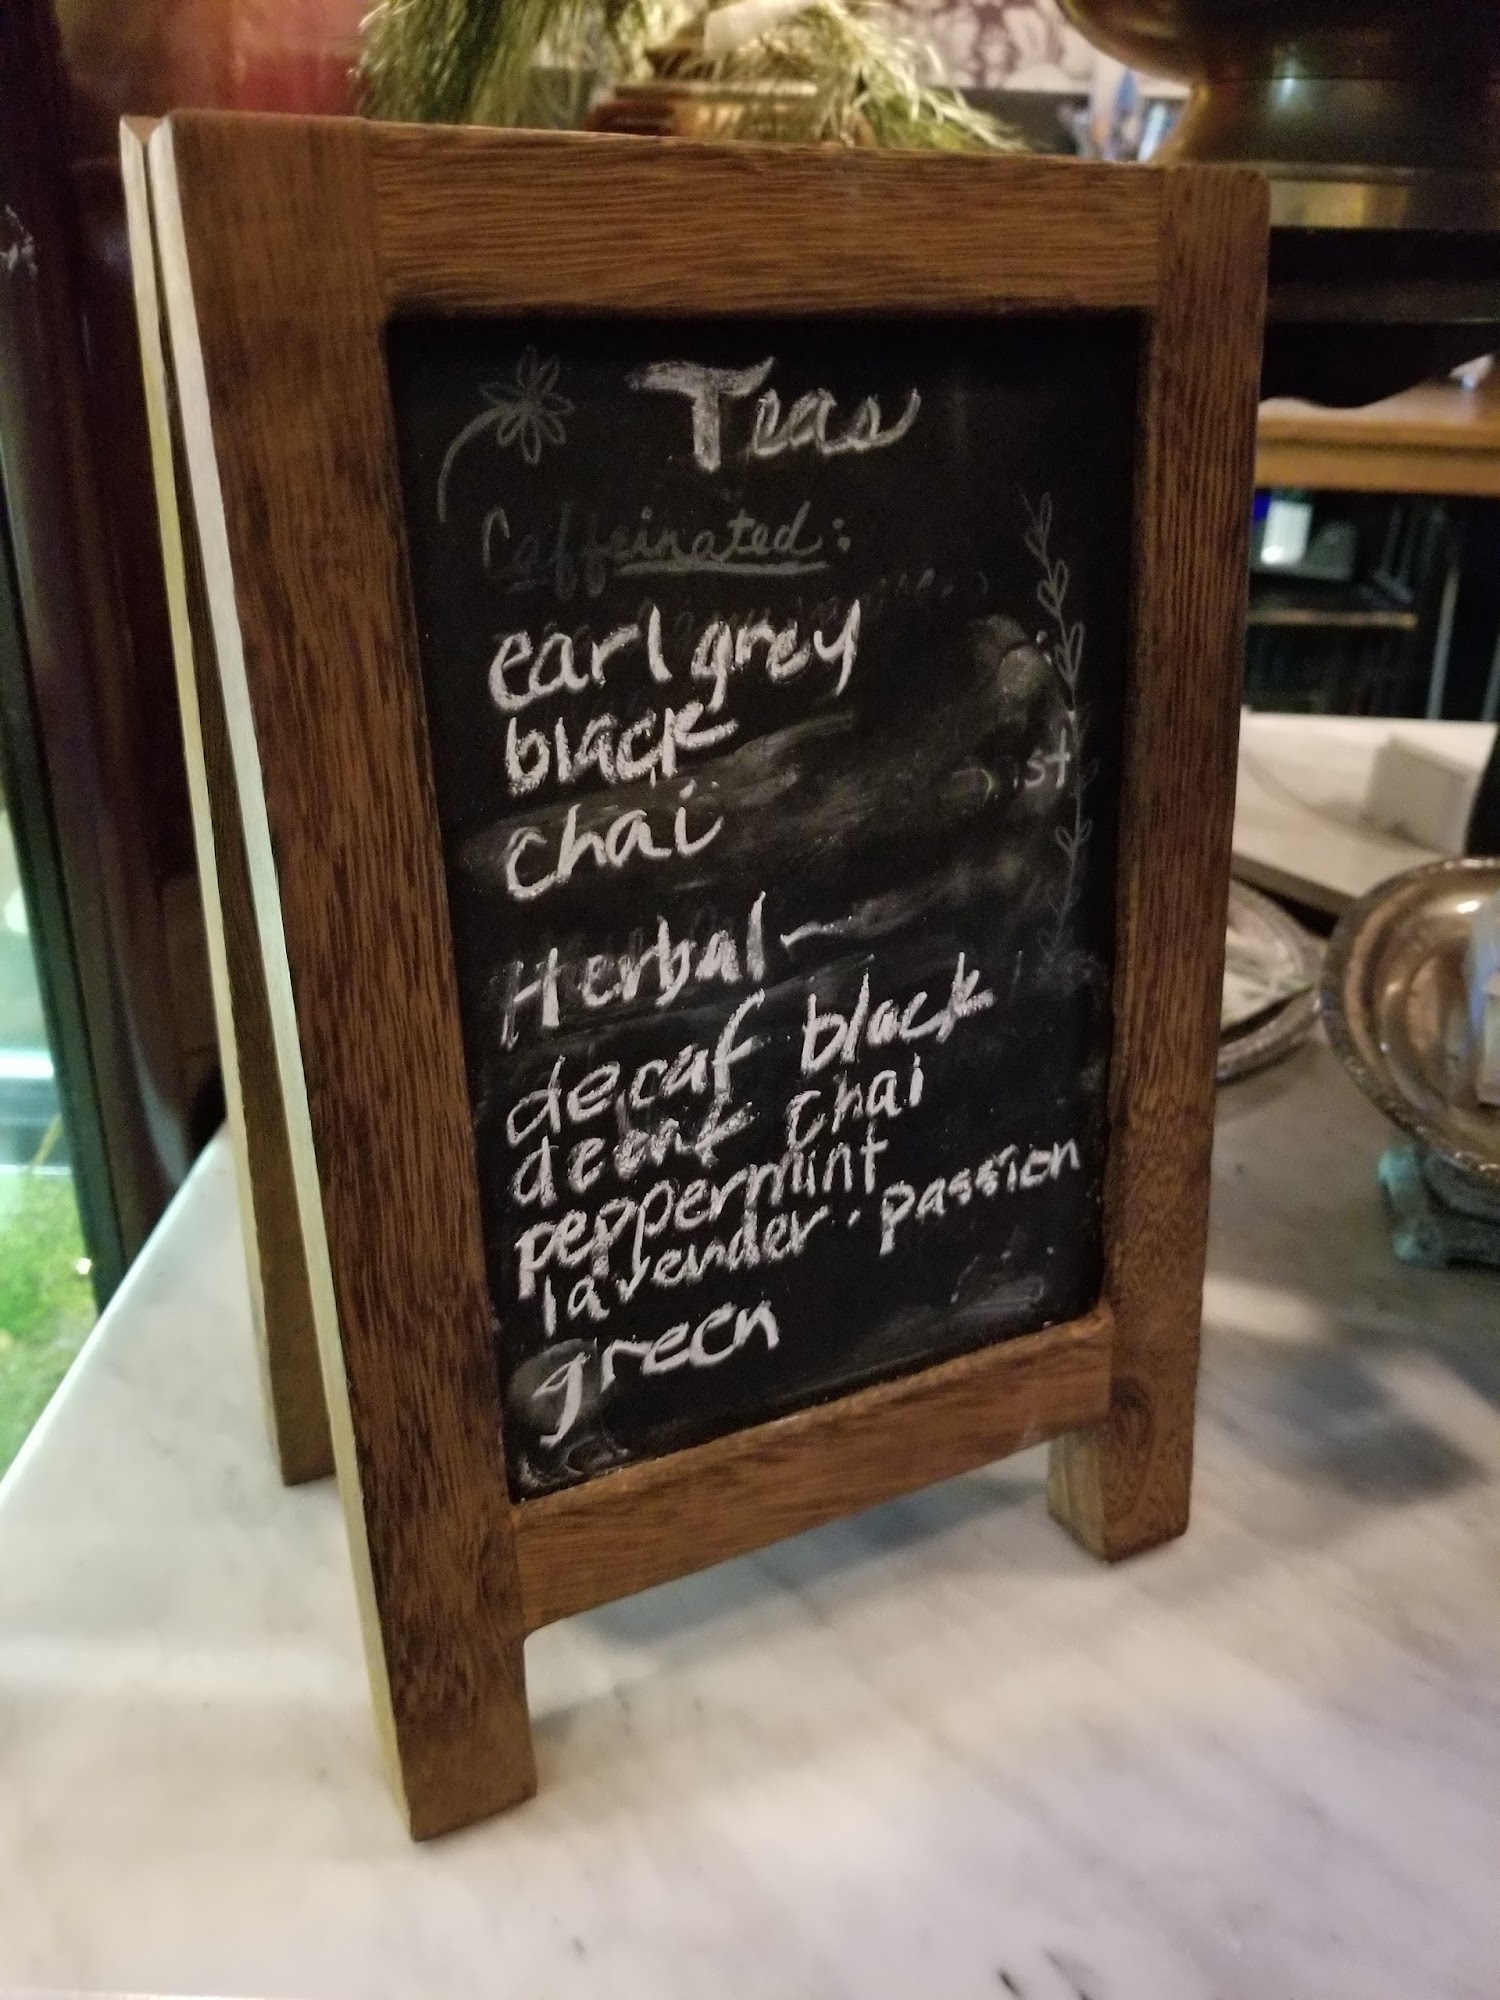 Teas
Caffeinated:
earl grey
black
chai
Herbal -
decaf black
decaf chai
peppermint
lavender · passion
green